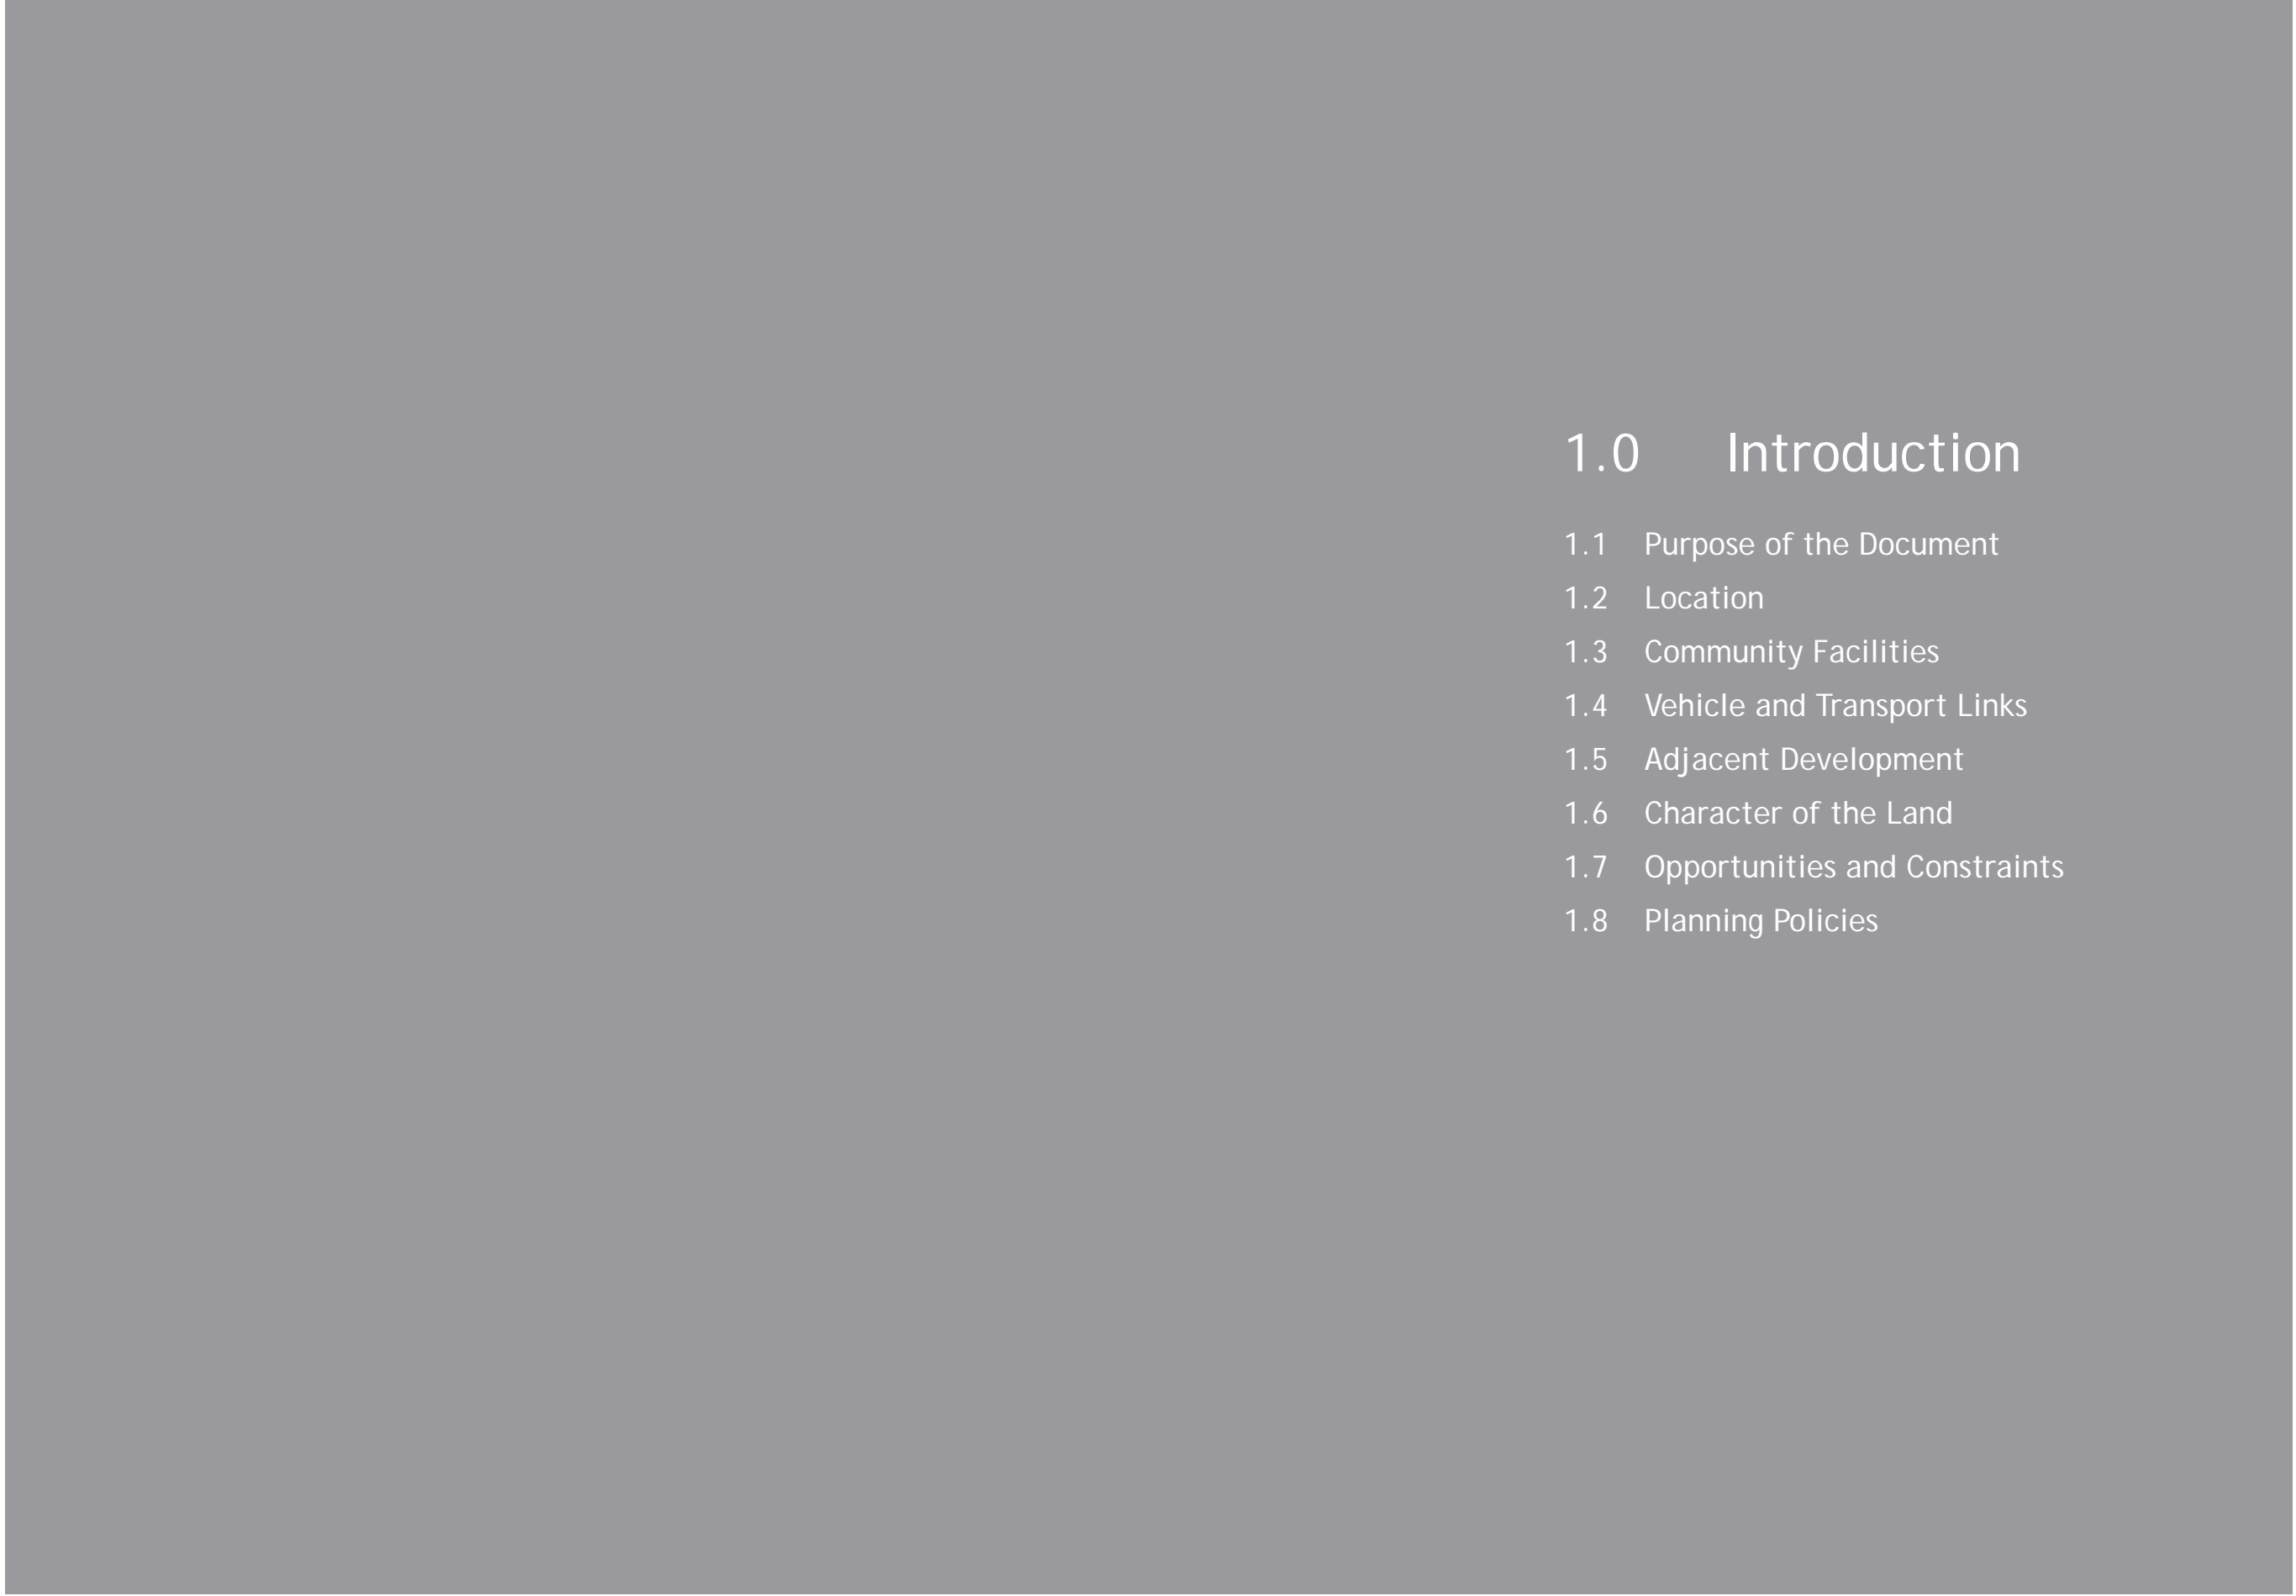 1.0 Introduction
1.1 Purpose of the Document
1.2 Location
1.3 Community Facilities
1.4 Vehicle and Transport Links
1.5 Adjacent Development
1.6 Character of the Land
1.7 Opportunities and Constraints
1.8 Planning Policies